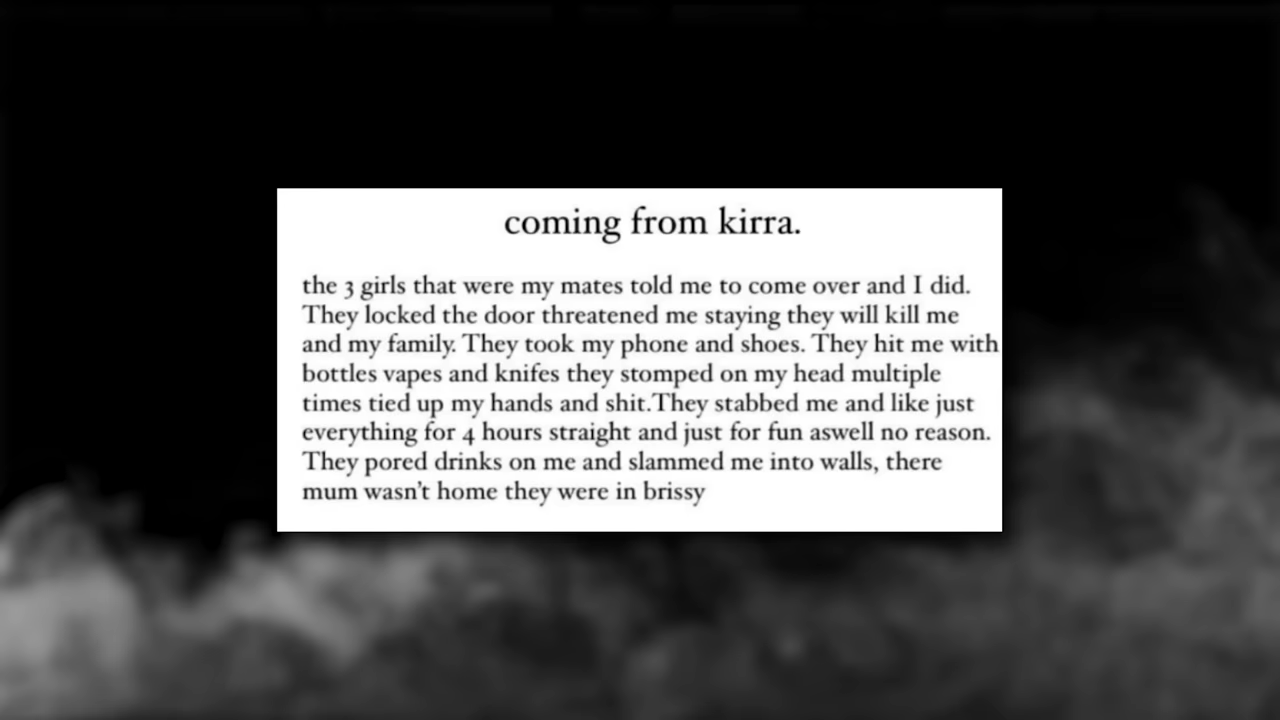 coming from kirra.
the 3 girls that were my mates told me to come over and I did.
They locked the door threatened me staying they will kill me
and my family. They took my phone and shoes. They hit me with
bottles vapes and knifes they stomped on my head multiple
times tied up my hands and shit.They stabbed me and like just
everything for 4 hours straight and just for fun aswell no reason.
They pored drinks on me and slammed me into walls, there
mum wasn't home they were in brissy